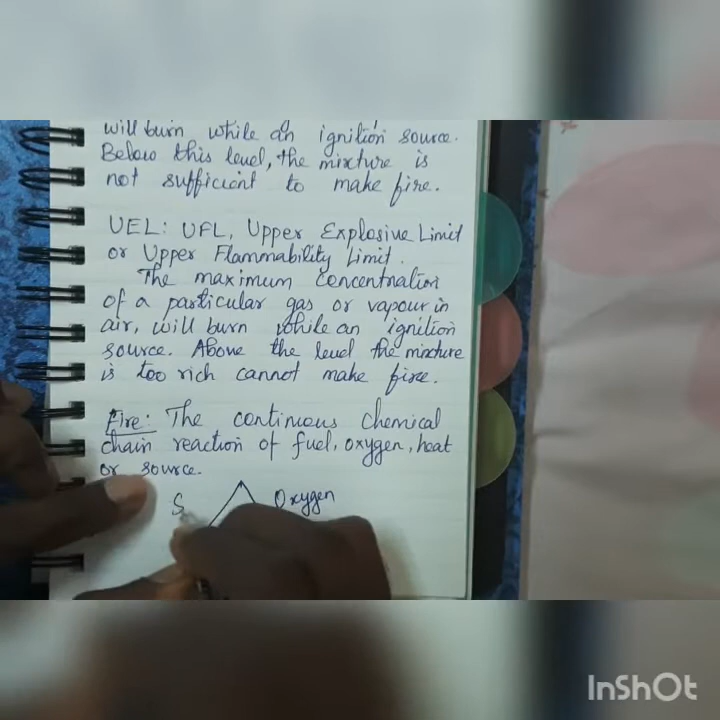 will burn while an ignition source.
Below this level, the mixture is
not sufficient to make fire.
UEL: UFL, Upper Explosive Limit
or Upper Flammability Limit.
The maximum concentration
of a particular gas or vapour in
air, will burn while an ignition
source. Above the level the mixture
is too rich cannot make fire.
Fire: The continuous chemical
chain reaction of fuel, oxygen, heat
or source.
S
Oxygen
InShOt